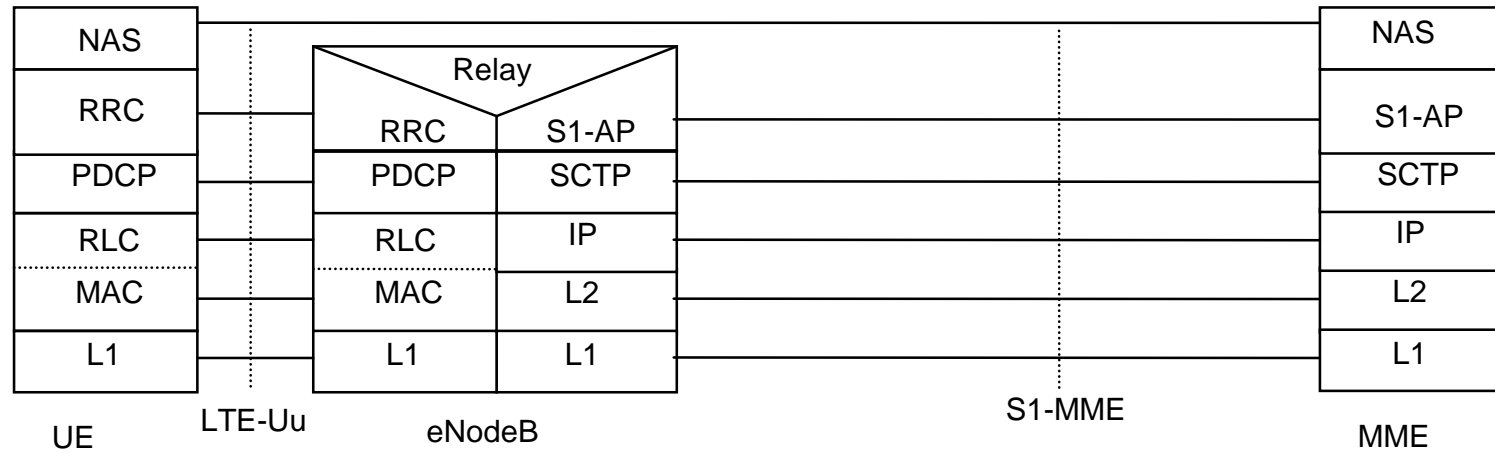 NAS
NAS
Relay
RRC
RRC
S1-AP
S1-AP
PDCP
PDCP
SCTP
SCTP
RLC
RLC
IP
IP
MAC
MAC
L2
L2
L1
L1
L1
L1
UE
LTE-Uu
eNodeB
S1-MME
MME